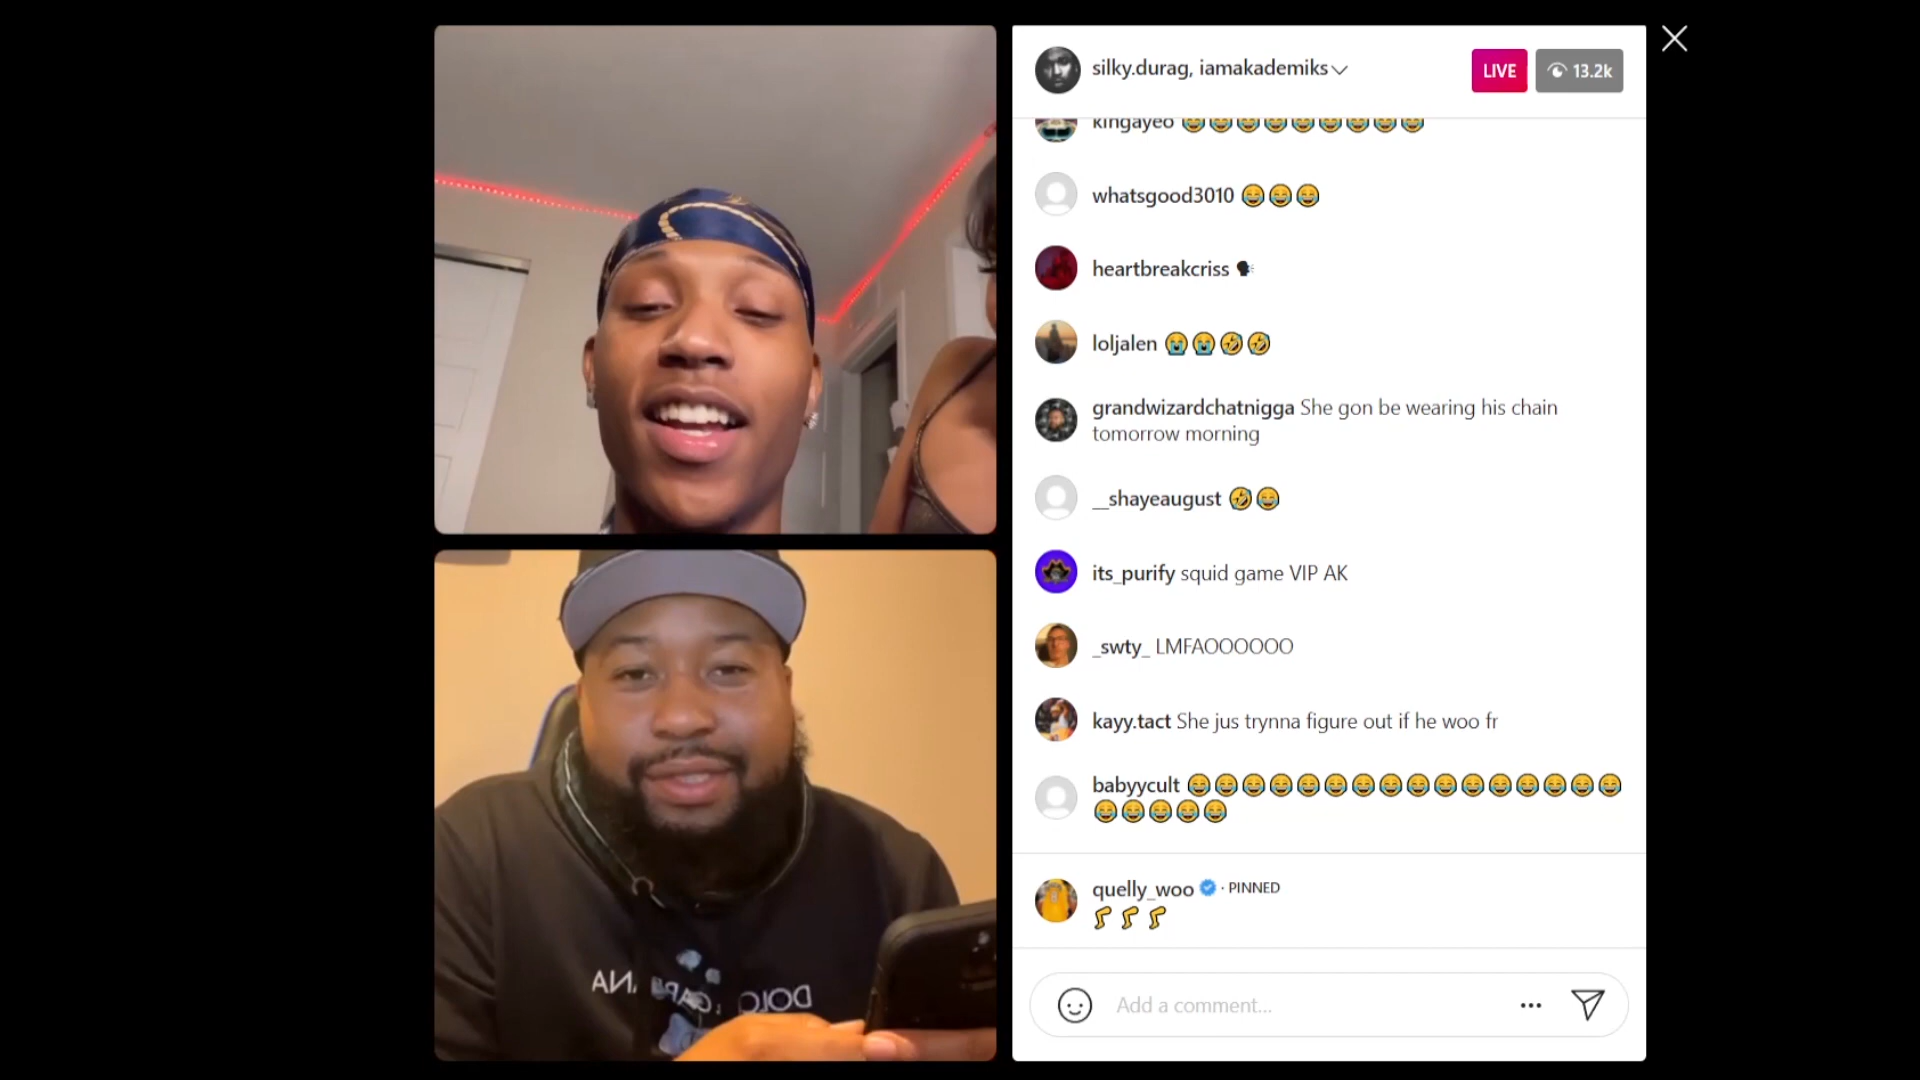 silky.durag, iamakademiks
LIVE
13.2k
kingayeo 😂😂😂😂😂😂😂😂😂
whatsgood3010 😂😂😂
heartbreakcriss 🗣
loljalen 😭😭🤣🤣
grandwizardchatnigga She gon be wearing his chain
tomorrow morning
__shayeaugust 🤣😂
its_purify squid game VIP AK
_swty_ LMFAOOOOOO
kayy.tact She jus trynna figure out if he woo fr
babyycult 😂😂😂😂😂😂😂😂😂😂😂😂😂😂😂😂
😂😂😂😂😂
quelly_woo · PINNED
🦵🦵🦵
Add a comment...